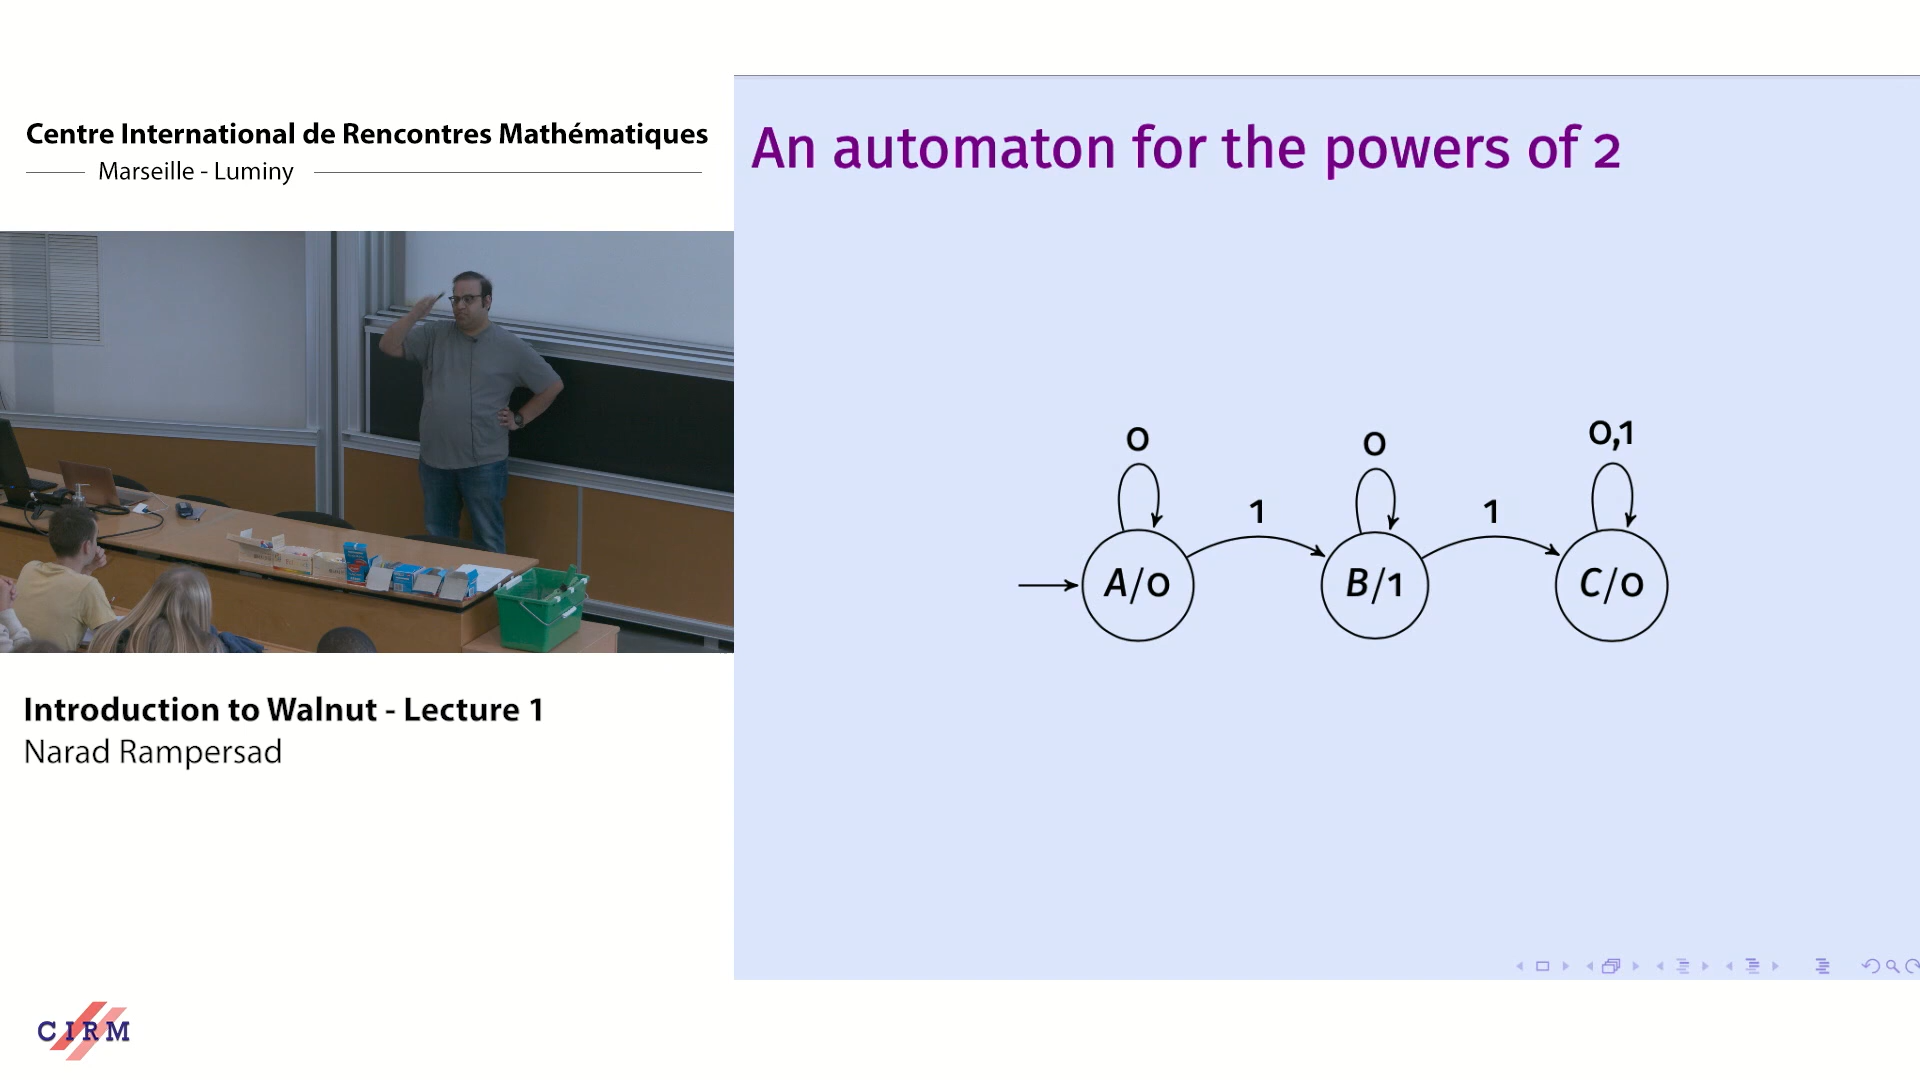 Centre International de Rencontres Mathématiques
Marseille - Luminy
An automaton for the powers of 2
0
0
0,1
1
1
A/0
B/1
C/0
Introduction to Walnut - Lecture 1
Narad Rampersad
CIRM